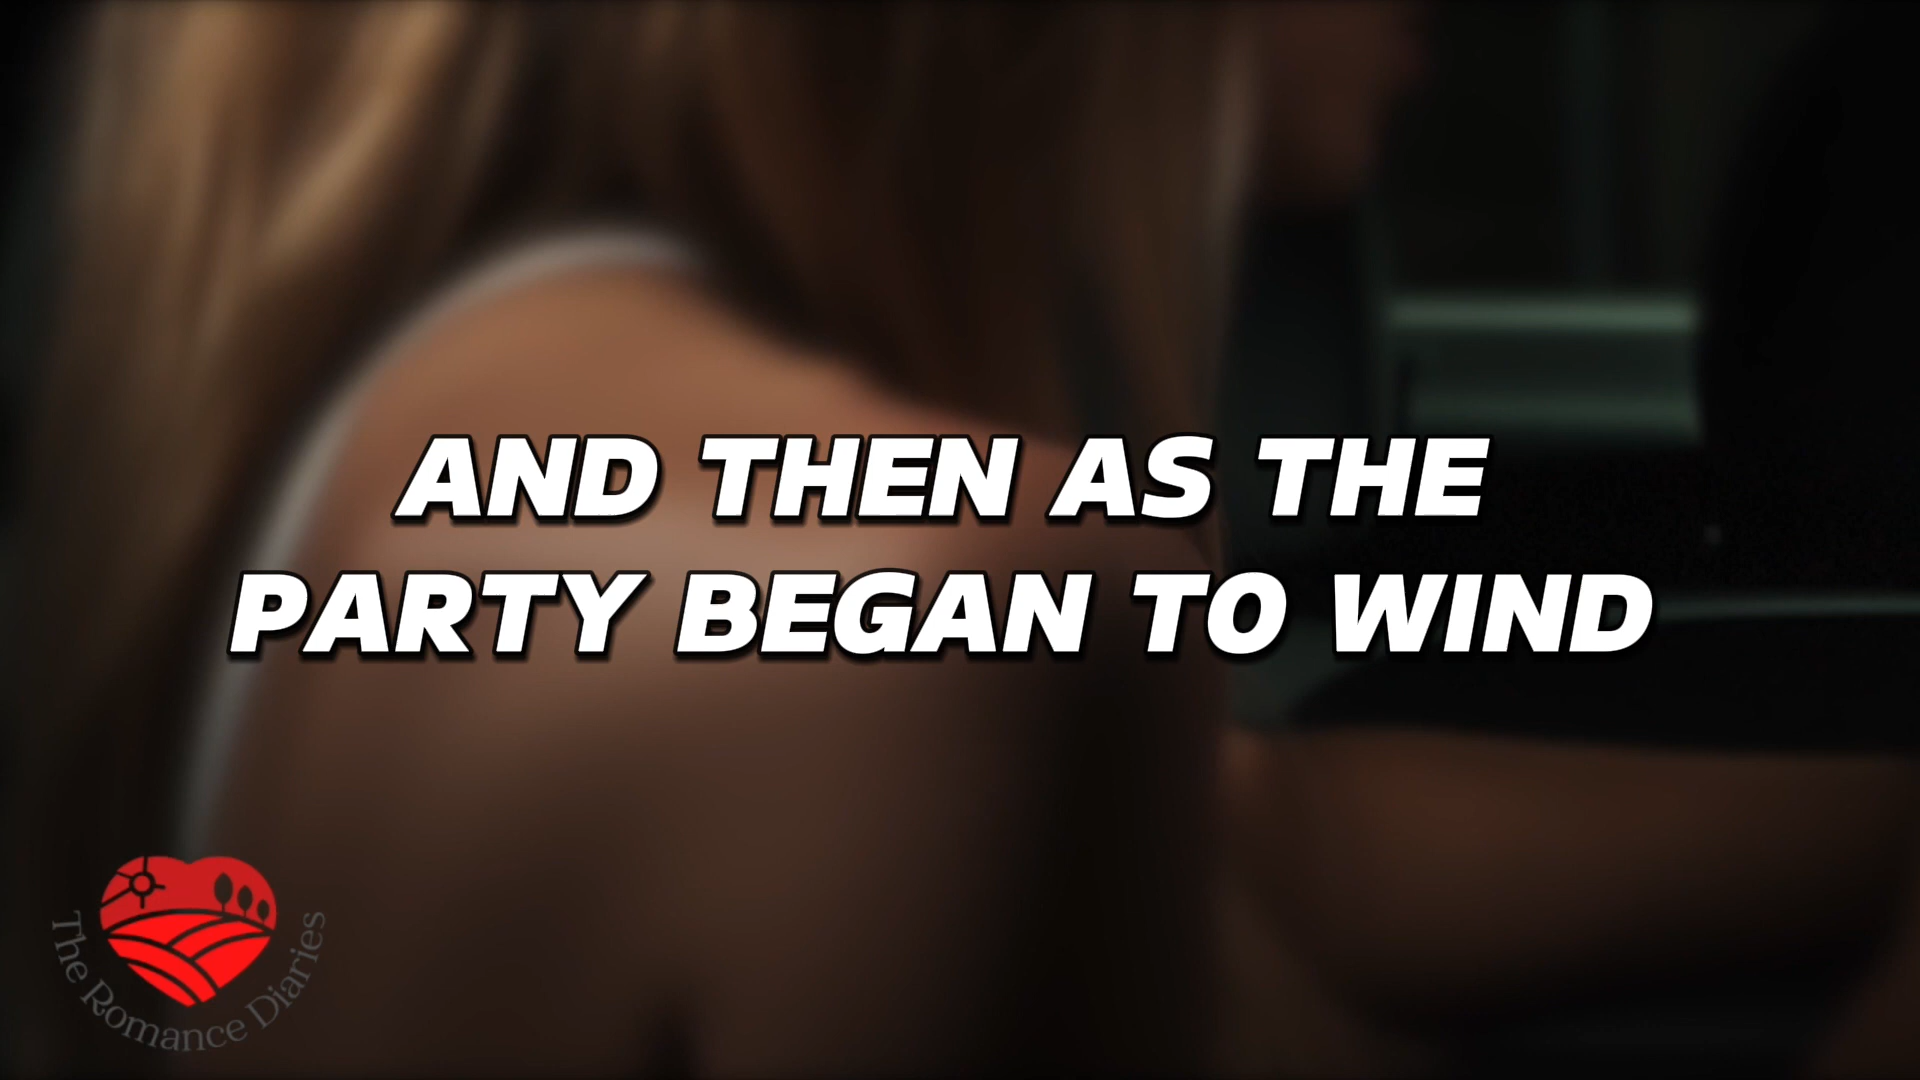 AND THEN AS THE
PARTY BEGAN TO WIND
The Romance Diaries